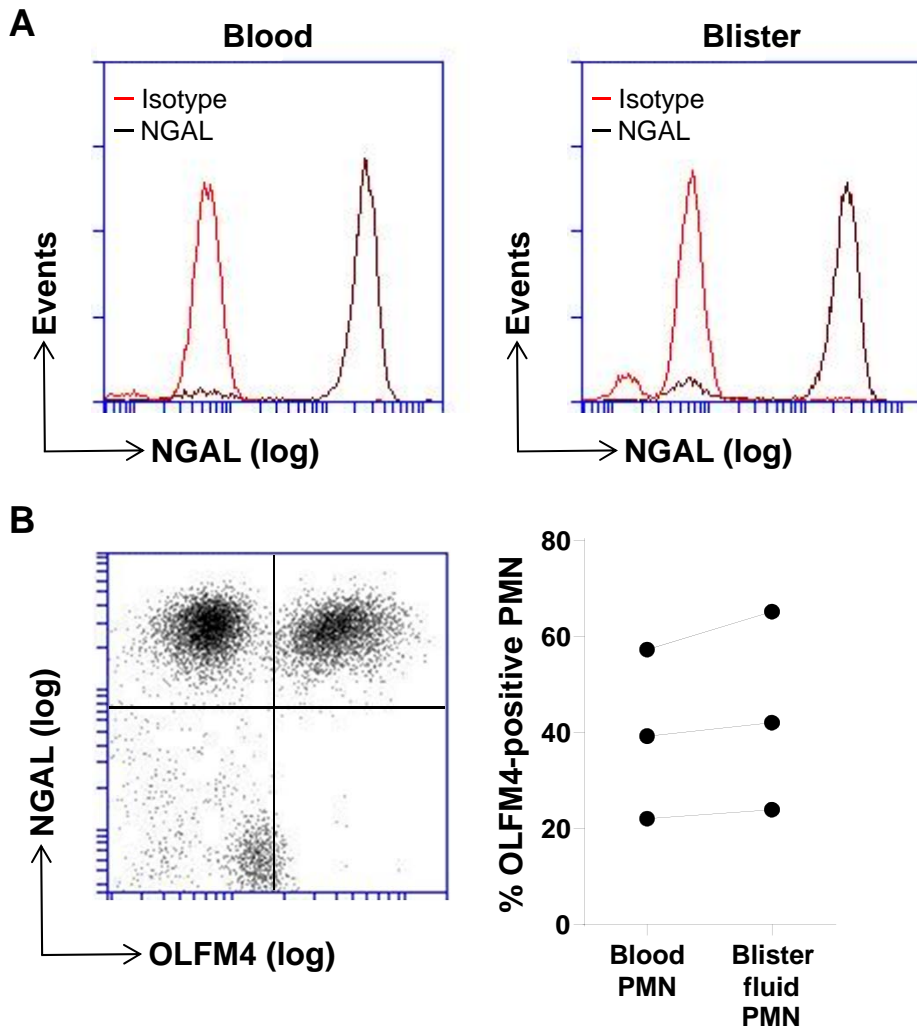 A
Blood
Blister
Isotype
NGAL
Isotype
NGAL
Events
Events
NGAL (log)
NGAL (log)
B
NGAL (log)
OLFM4 (log)
% OLFM4-positive PMN
80
60
40
20
0
Blood
PMN
Blister
fluid
PMN